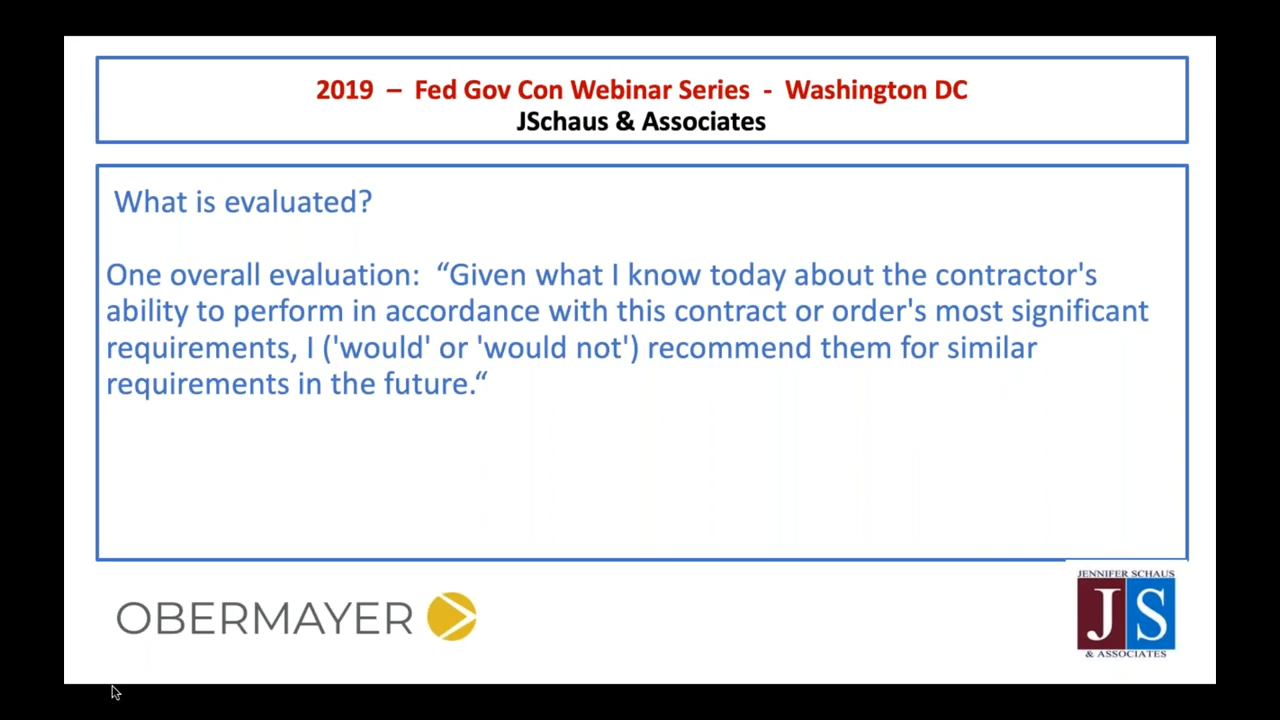 2019 – Fed Gov Con Webinar Series - Washington DC
JSchaus & Associates
What is evaluated?
One overall evaluation: “Given what I know today about the contractor's
ability to perform in accordance with this contract or order's most significant
requirements, I ('would' or 'would not') recommend them for similar
requirements in the future.“
OBERMAYER
JENNIFER SCHAUS
JS
& ASSOCIATES